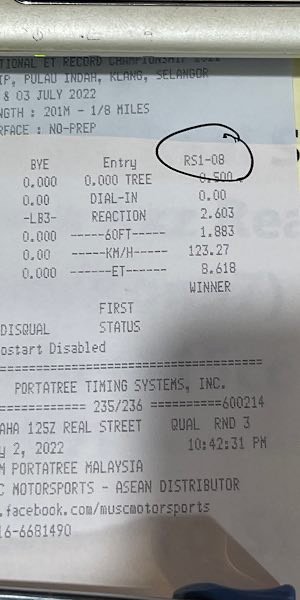 TIONAL ET RECORD CHAMPIONSHIP 2022
IP, PULAU INDAH, KLANG, SELANGOR
& 03 JULY 2022
NGTH : 201M - 1/8 MILES
RFACE : NO-PREP
BYE Entry RS1-08
0.000 0.000 TREE 0.500
0.00 DIAL-IN 0.00
-LB3- REACTION 2.603
0.000 -----60FT----- 1.883
0.00 -----KM/H----- 123.27
0.000 ------ET------ 8.618
WINNER
FIRST
DISQUAL STATUS
ostart Disabled
=====================================
PORTATREE TIMING SYSTEMS, INC.
============ 235/236 ==========600214
AHA 125Z REAL STREET QUAL RND 3
y 2, 2022 10:42:31 PM
M PORTATREE MALAYSIA
C MOTORSPORTS - ASEAN DISTRIBUTOR
.facebook.com/muscmotorsports
16-6681490